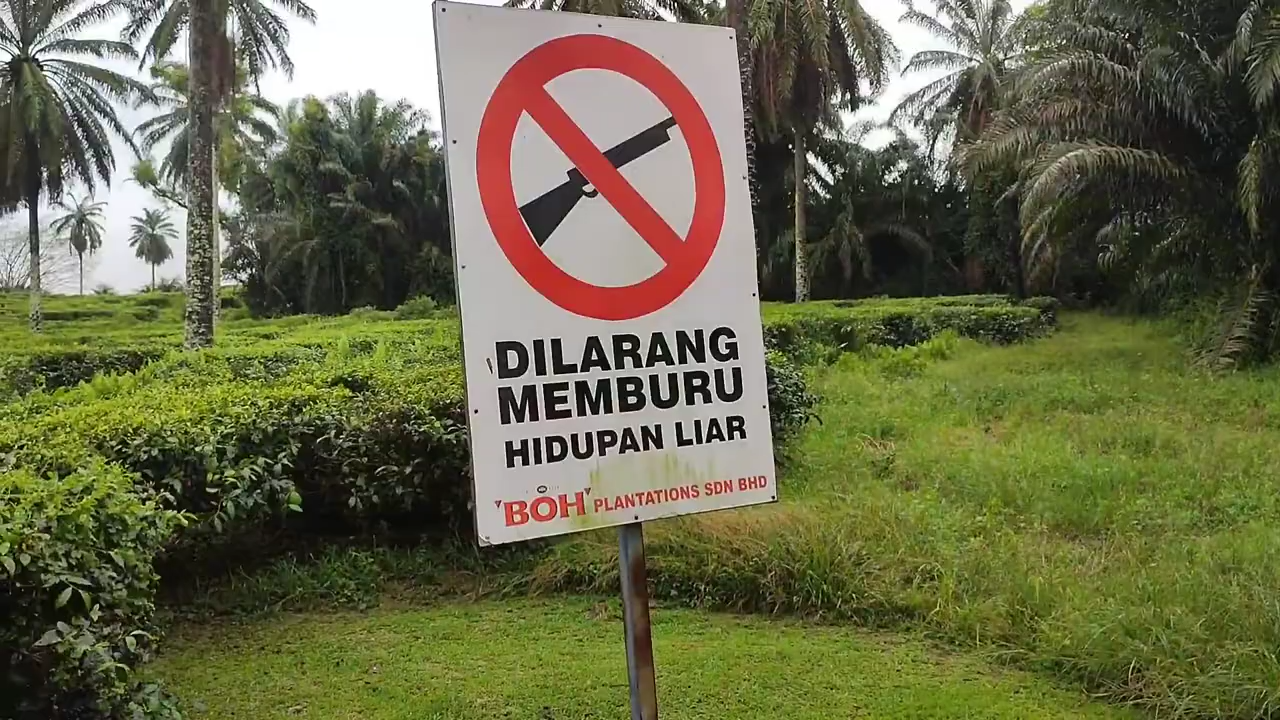 DILARANG
MEMBURU
HIDUPAN LIAR
'BOH' PLANTATIONS SDN BHD